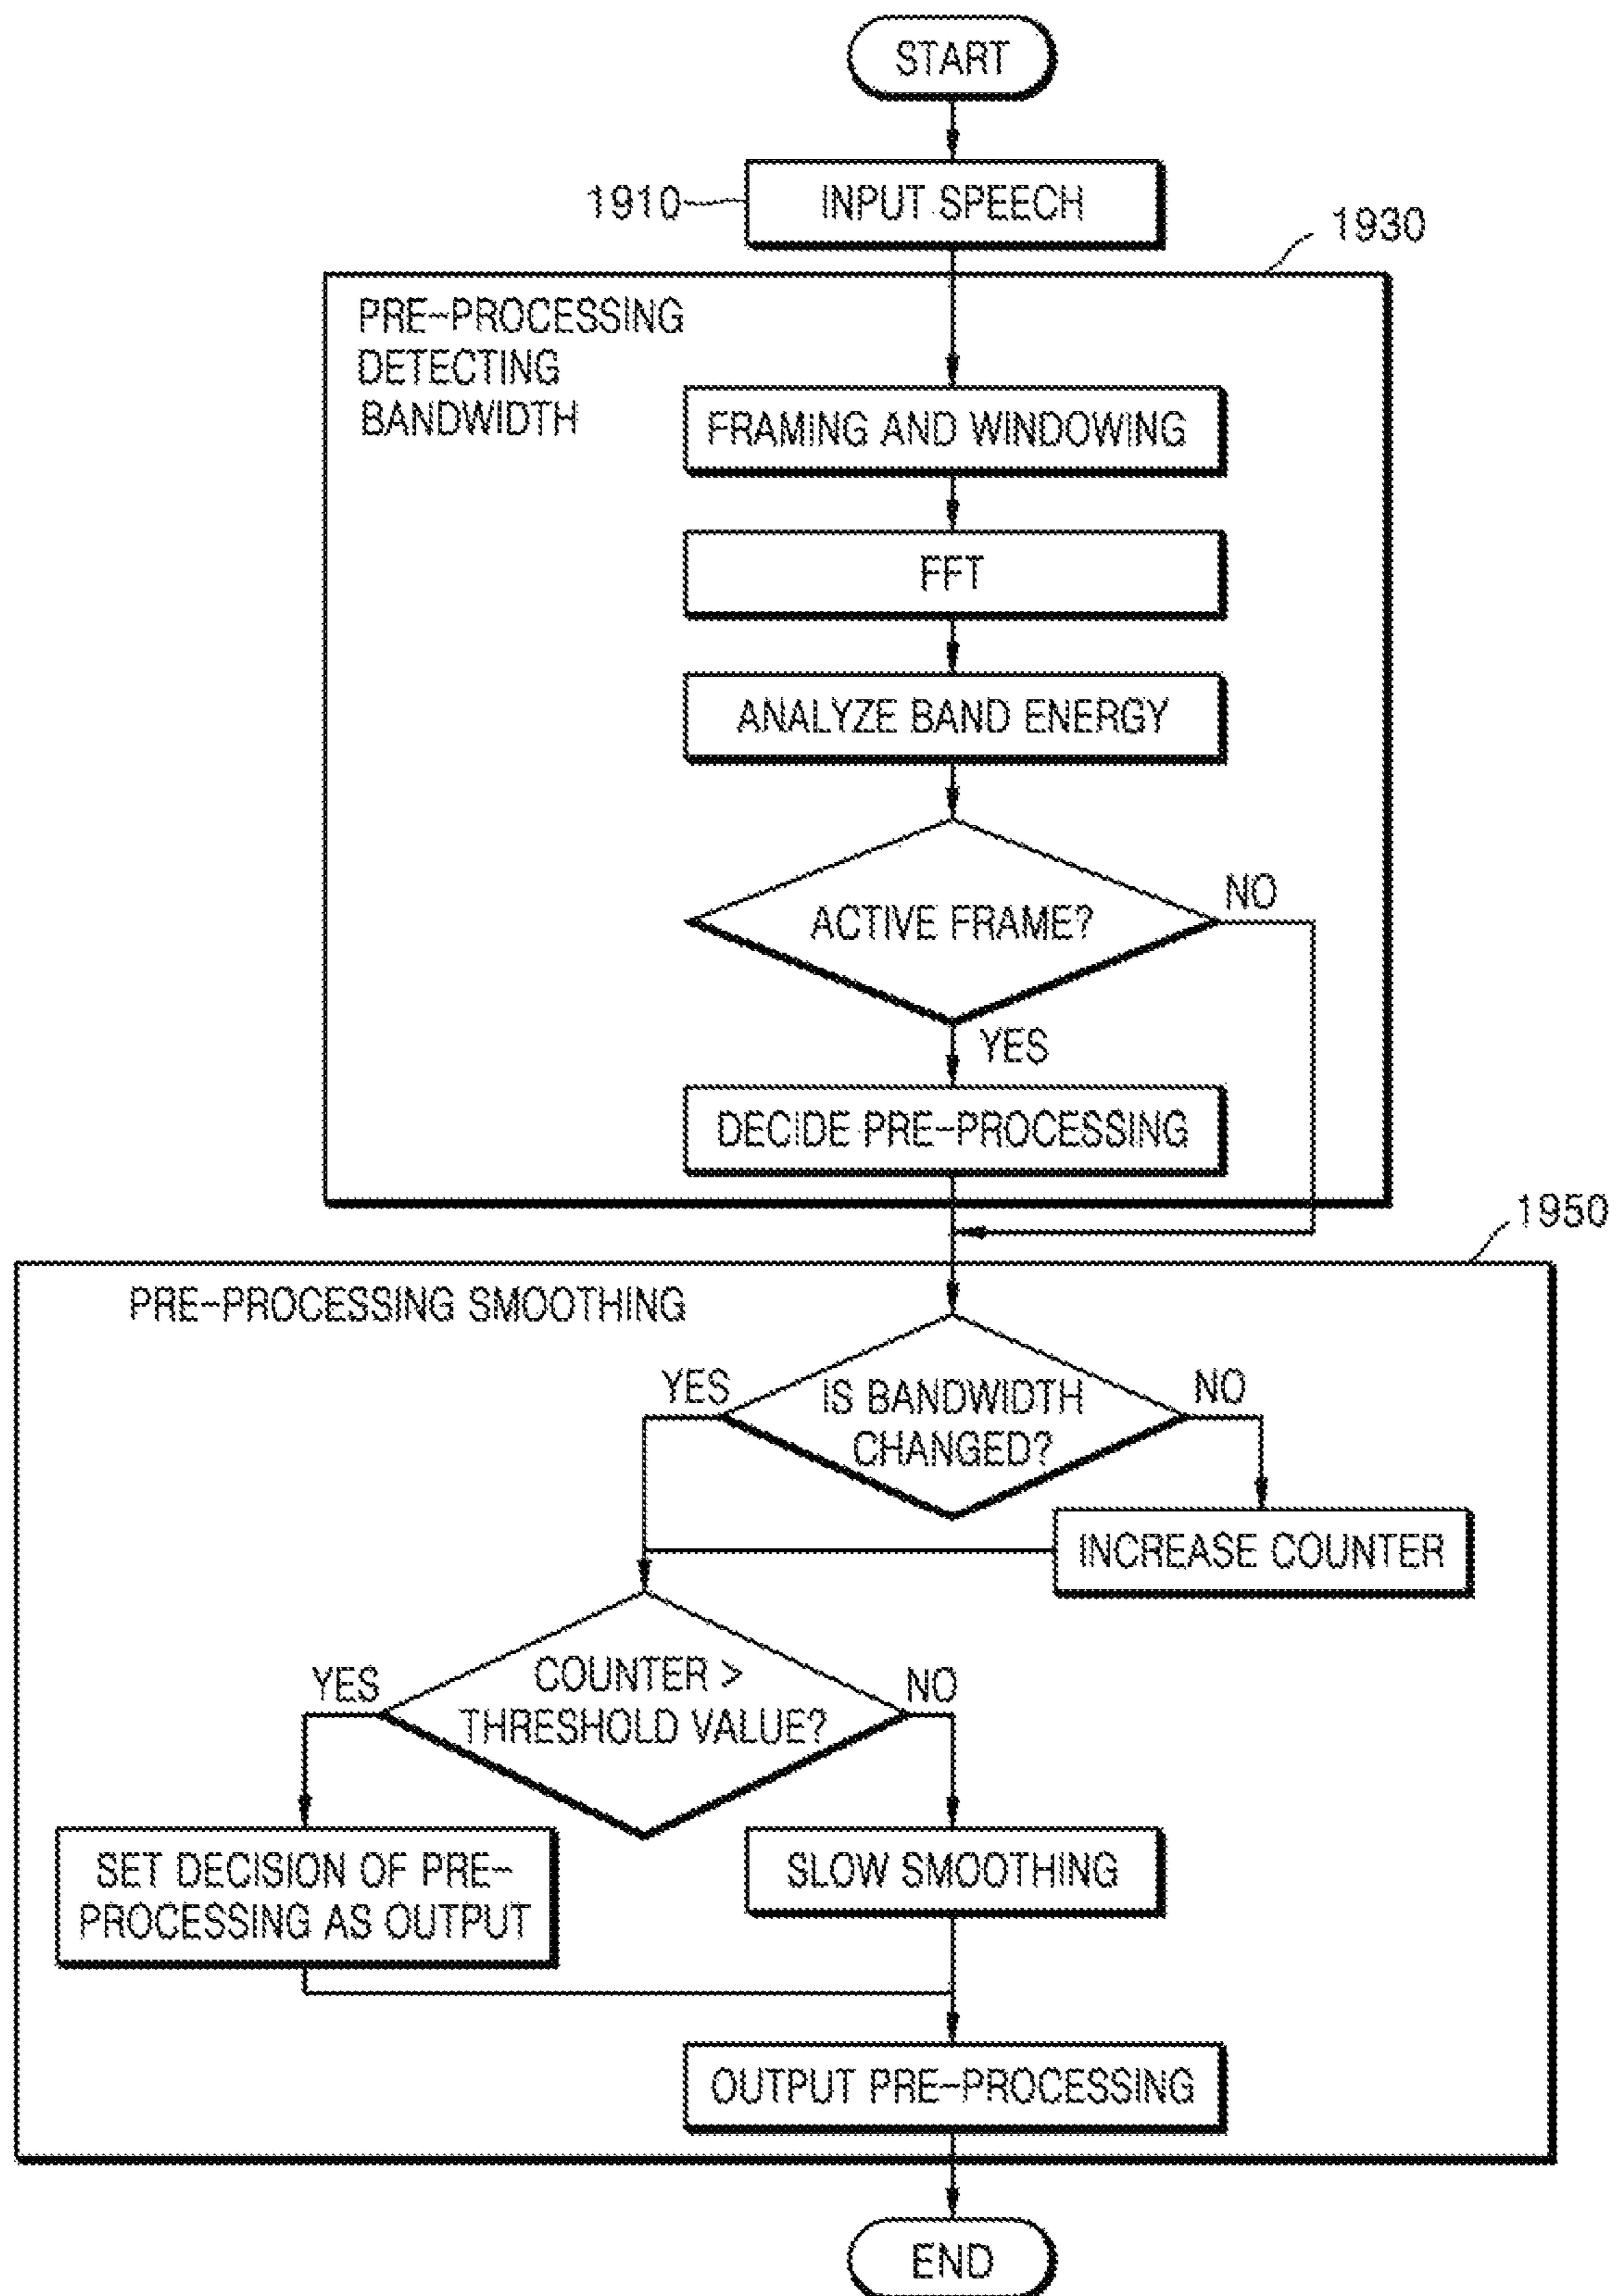 START
1910
INPUT SPEECH
1930
PRE-PROCESSING
DETECTING
BANDWIDTH
FRAMING AND WINDOWING
FFT
ANALYZE BAND ENERGY
ACTIVE FRAME?
NO
YES
DECIDE PRE-PROCESSING
1950
PRE-PROCESSING SMOOTHING
YES
IS BANDWIDTH
CHANGED?
NO
INCREASE COUNTER
YES
COUNTER >
THRESHOLD VALUE?
NO
SET DECISION OF PRE-
PROCESSING AS OUTPUT
SLOW SMOOTHING
OUTPUT PRE-PROCESSING
END